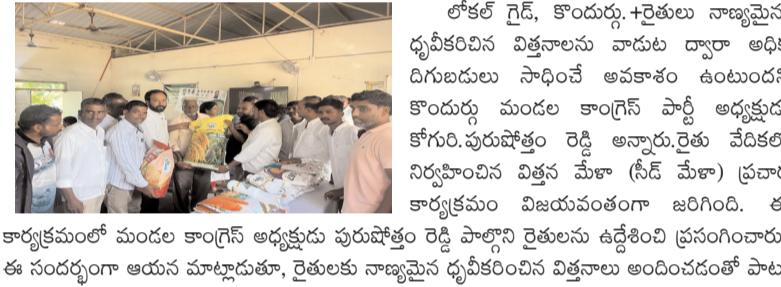 లోకల్ గైడ్, కొందుర్గు.+రైతులు నాణ్యమైన
ధృవీకరిచిన విత్తనాలను వాడుట ద్వారా అధిక
దిగుబడులు సాధించే అవకాశం ఉంటుందని
కొందుర్గు మండల కాంగ్రెస్ పార్టీ అధ్యక్షుడు
కోగురి.పురుషోత్తం రెడ్డి అన్నారు.రైతు వేదికలో
నిర్వహించిన విత్తన మేళా (సీడ్ మేళా) ప్రచార
కార్యక్రమం విజయవంతంగా జరిగింది. ఈ
కార్యక్రమంలో మండల కాంగ్రెస్ అధ్యక్షుడు పురుషోత్తం రెడ్డి పాల్గొని రైతులను ఉద్దేశించి ప్రసంగించారు
ఈ సందర్భంగా ఆయన మాట్లాడుతూ, రైతులకు నాణ్యమైన ధృవీకరించిన విత్తనాలు అందించడంతో పాటు